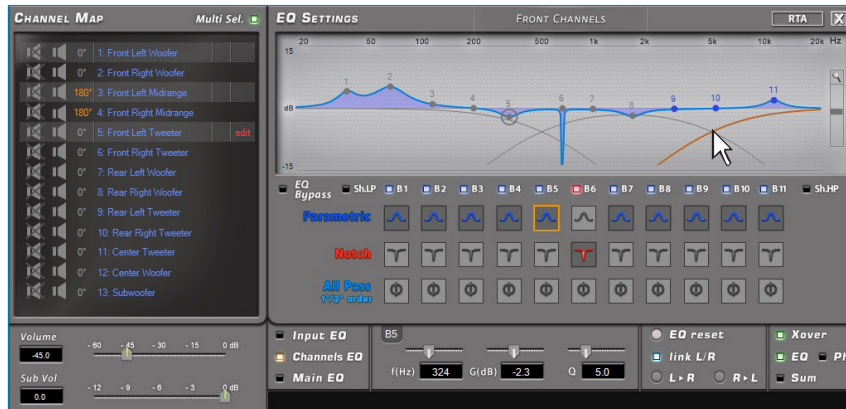 CHANNEL MAP Multi Sel.
0° 1: Front Left Woofer
0° 2: Front Right Woofer
180° 3: Front Left Midrange
180° 4: Front Right Midrange
0° 5: Front Left Tweeter edit
0° 6: Front Right Tweeter
0° 7: Rear Left Woofer
0° 8: Rear Right Woofer
0° 9: Rear Left Tweeter
0° 10: Rear Right Tweeter
0° 11: Center Tweeter
0° 12: Center Woofer
0° 13: Subwoofer
Volume
-60 -45 -30 -15 0 dB
-45.0
Sub Vol
-12 -9 -6 -3 0 dB
0.0
EQ SETTINGS FRONT CHANNELS RTA X
20 50 100 200 500 1k 2k 5k 10k 20k Hz
15
dB
-15
1 2 3 4 5 6 7 8 9 10 11
EQ Bypass Sh.LP B1 B2 B3 B4 B5 B6 B7 B8 B9 B10 B11 Sh.HP
Parametric
Notch
All Pass
1°/2° order
Input EQ
Channels EQ
Main EQ
B5
f(Hz) 324 G(dB) -2.3 Q 5.0
EQ reset
link L/R
L▸R R▸L
Xover
EQ Ph
Sum